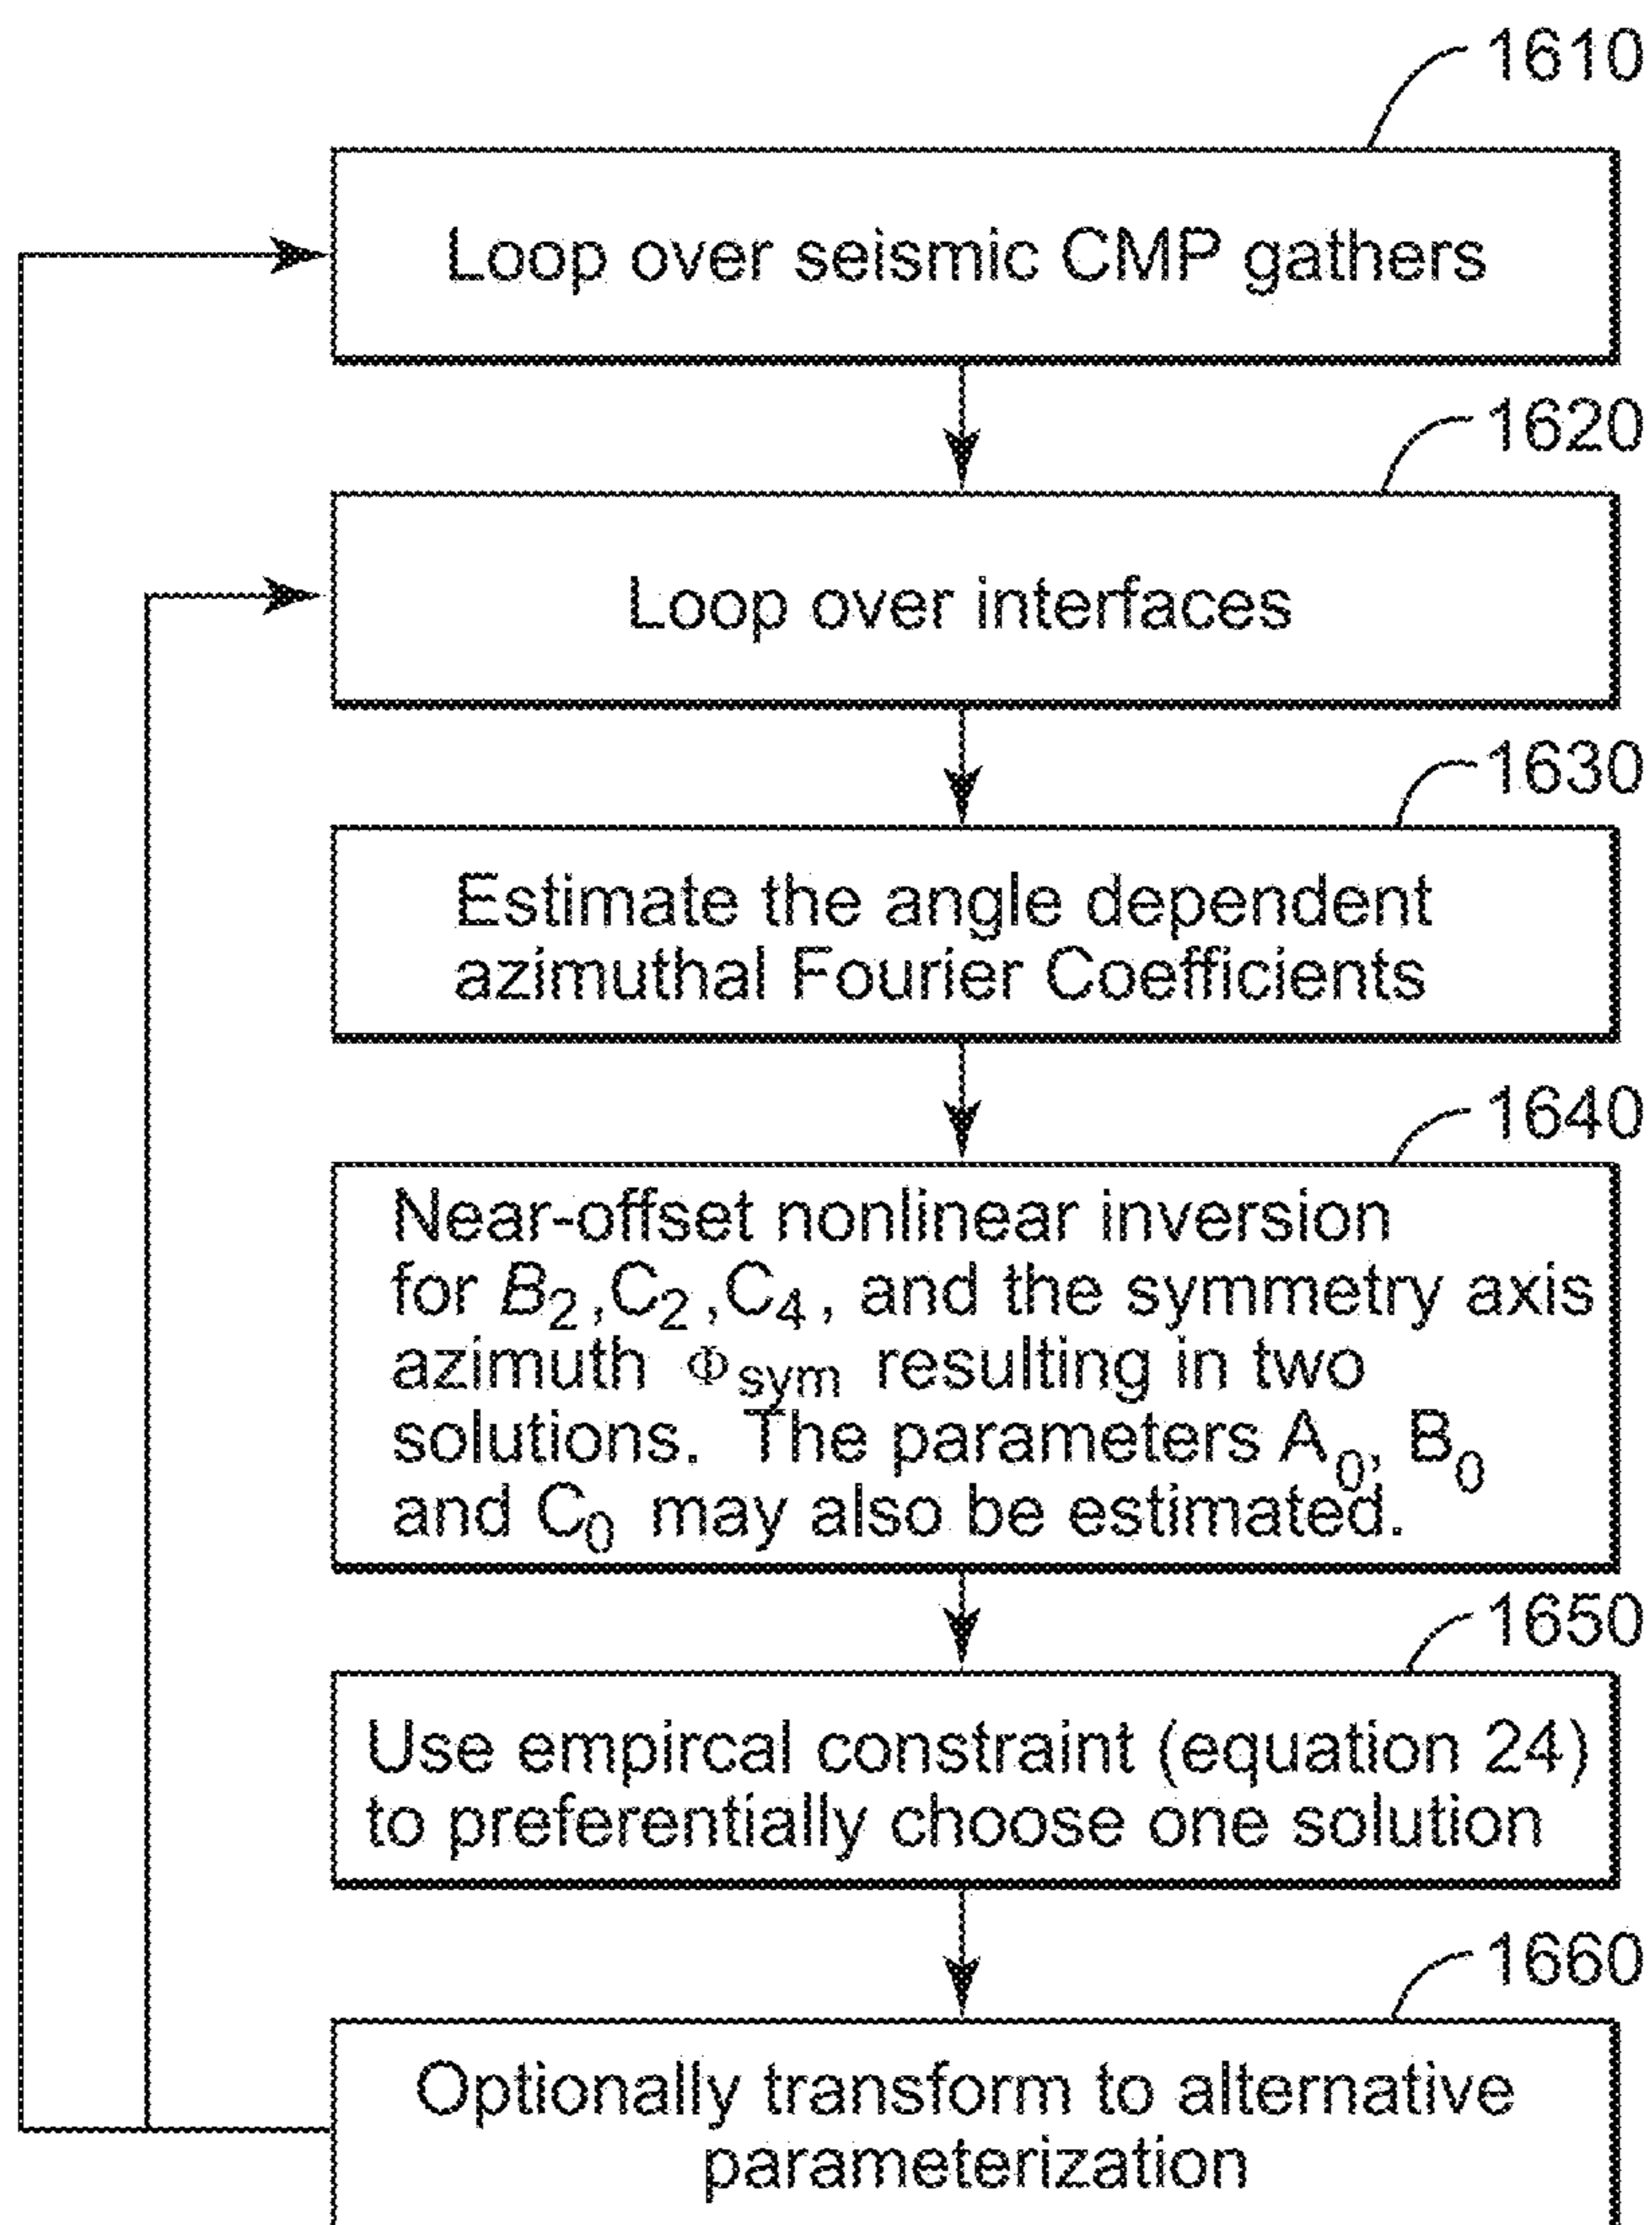 1610
Loop over seismic CMP gathers
1620
Loop over interfaces
1630
Estimate the angle dependent
azimuthal Fourier Coefficients
1640
Near-offset nonlinear inversion
for B₂,C₂,C₄, and the symmetry axis
azimuth Φsym resulting in two
solutions. The parameters A₀, B₀
and C₀ may also be estimated.
1650
Use empircal constraint (equation 24)
to preferentially choose one solution
1660
Optionally transform to alternative
parameterization